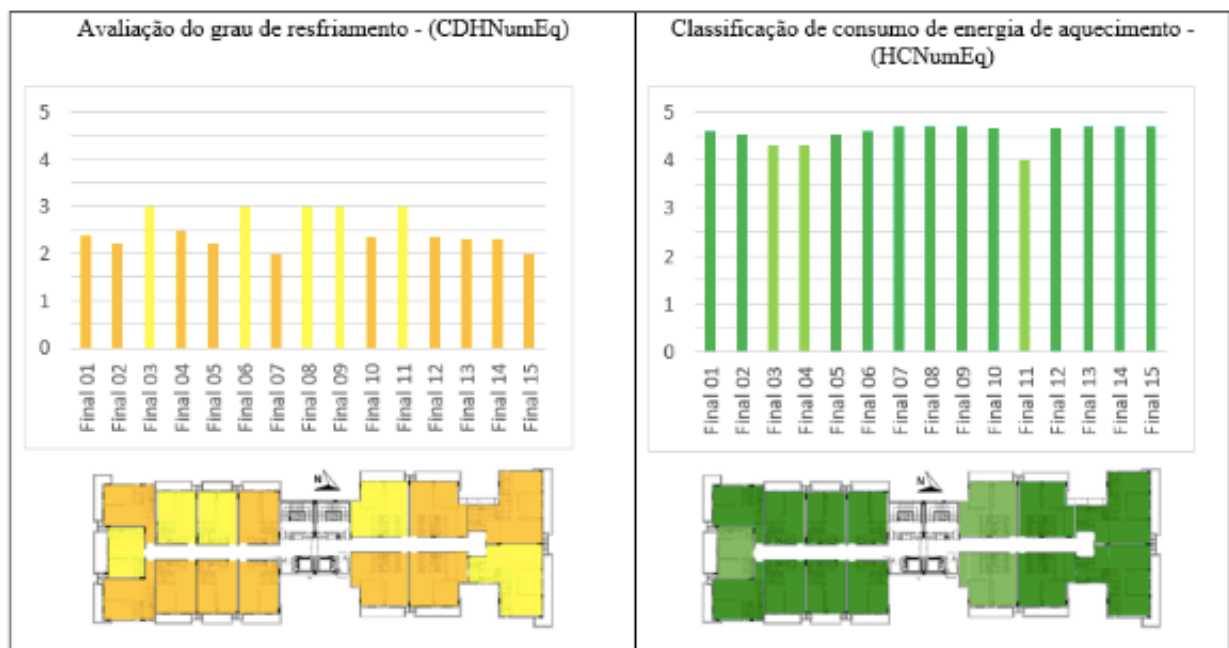 Avaliação do grau de resfriamento - (CDHNumEq)
5
4
3
2
1
0
Final 01
Final 02
Final 03
Final 04
Final 05
Final 06
Final 07
Final 08
Final 09
Final 10
Final 11
Final 12
Final 13
Final 14
Final 15
N
Classificação de consumo de energia de aquecimento -
(HCNumEq)
5
4
3
2
1
0
Final 01
Final 02
Final 03
Final 04
Final 05
Final 06
Final 07
Final 08
Final 09
Final 10
Final 11
Final 12
Final 13
Final 14
Final 15
N